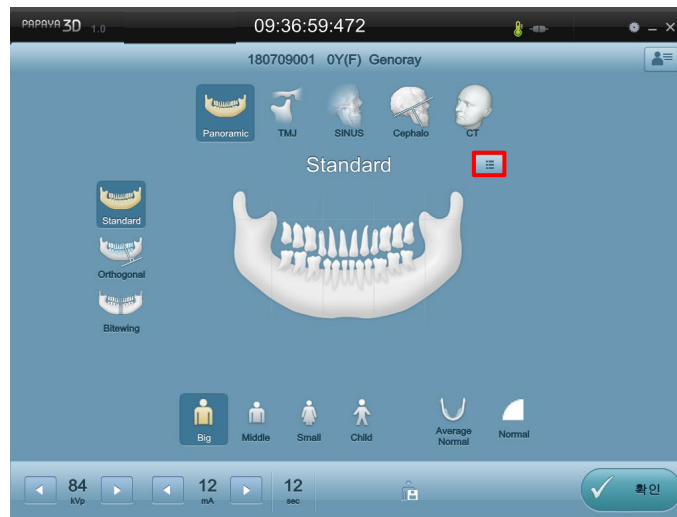 PAPAYA 3D 1.0
09:36:59:472
180709001 0Y(F) Genoray
Panoramic
TMJ
SINUS
Cephalo
CT
Standard
Standard
Orthogonal
Bitewing
Big
Middle
Small
Child
Average
Normal
Normal
84
kVp
12
mA
12
sec
확인